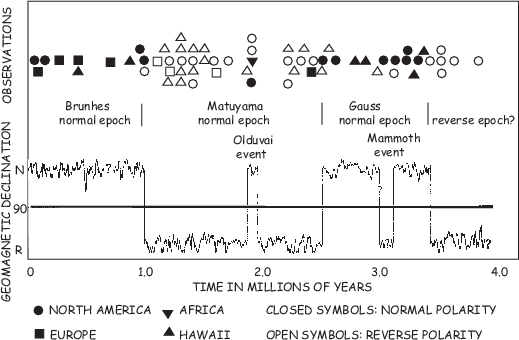 OBSERVATIONS
Brunhes
normal epoch
Matuyama
normal epoch
Gauss
normal epoch
reverse epoch?
Olduvai
event
Mammoth
event
GEOMAGNETIC DECLINATION
N
90
R
?
0 1.0 2.0 3.0 4.0
TIME IN MILLIONS OF YEARS
NORTH AMERICA AFRICA CLOSED SYMBOLS: NORMAL POLARITY
EUROPE HAWAII OPEN SYMBOLS: REVERSE POLARITY